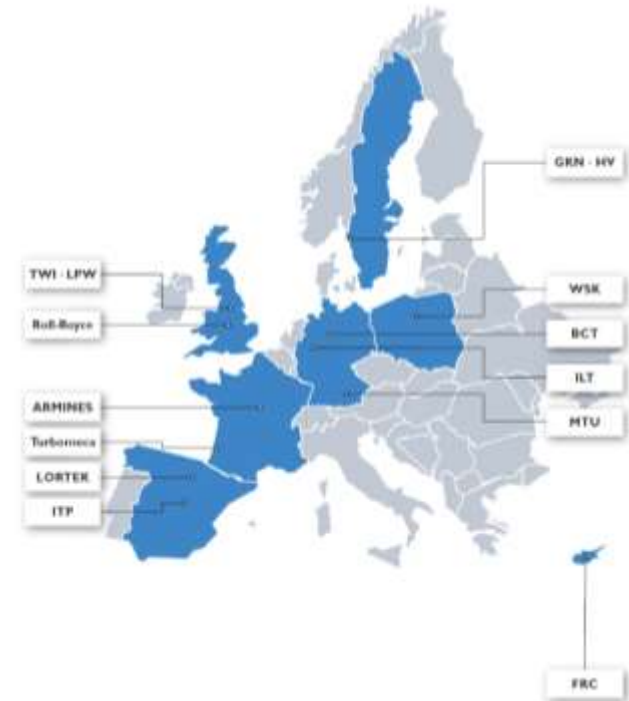 GKN - HV
TWI - LPW
WSK
Roll-Royce
BCT
ILT
ARMINES
MTU
Turbomeca
LORTEK
ITP
FRC